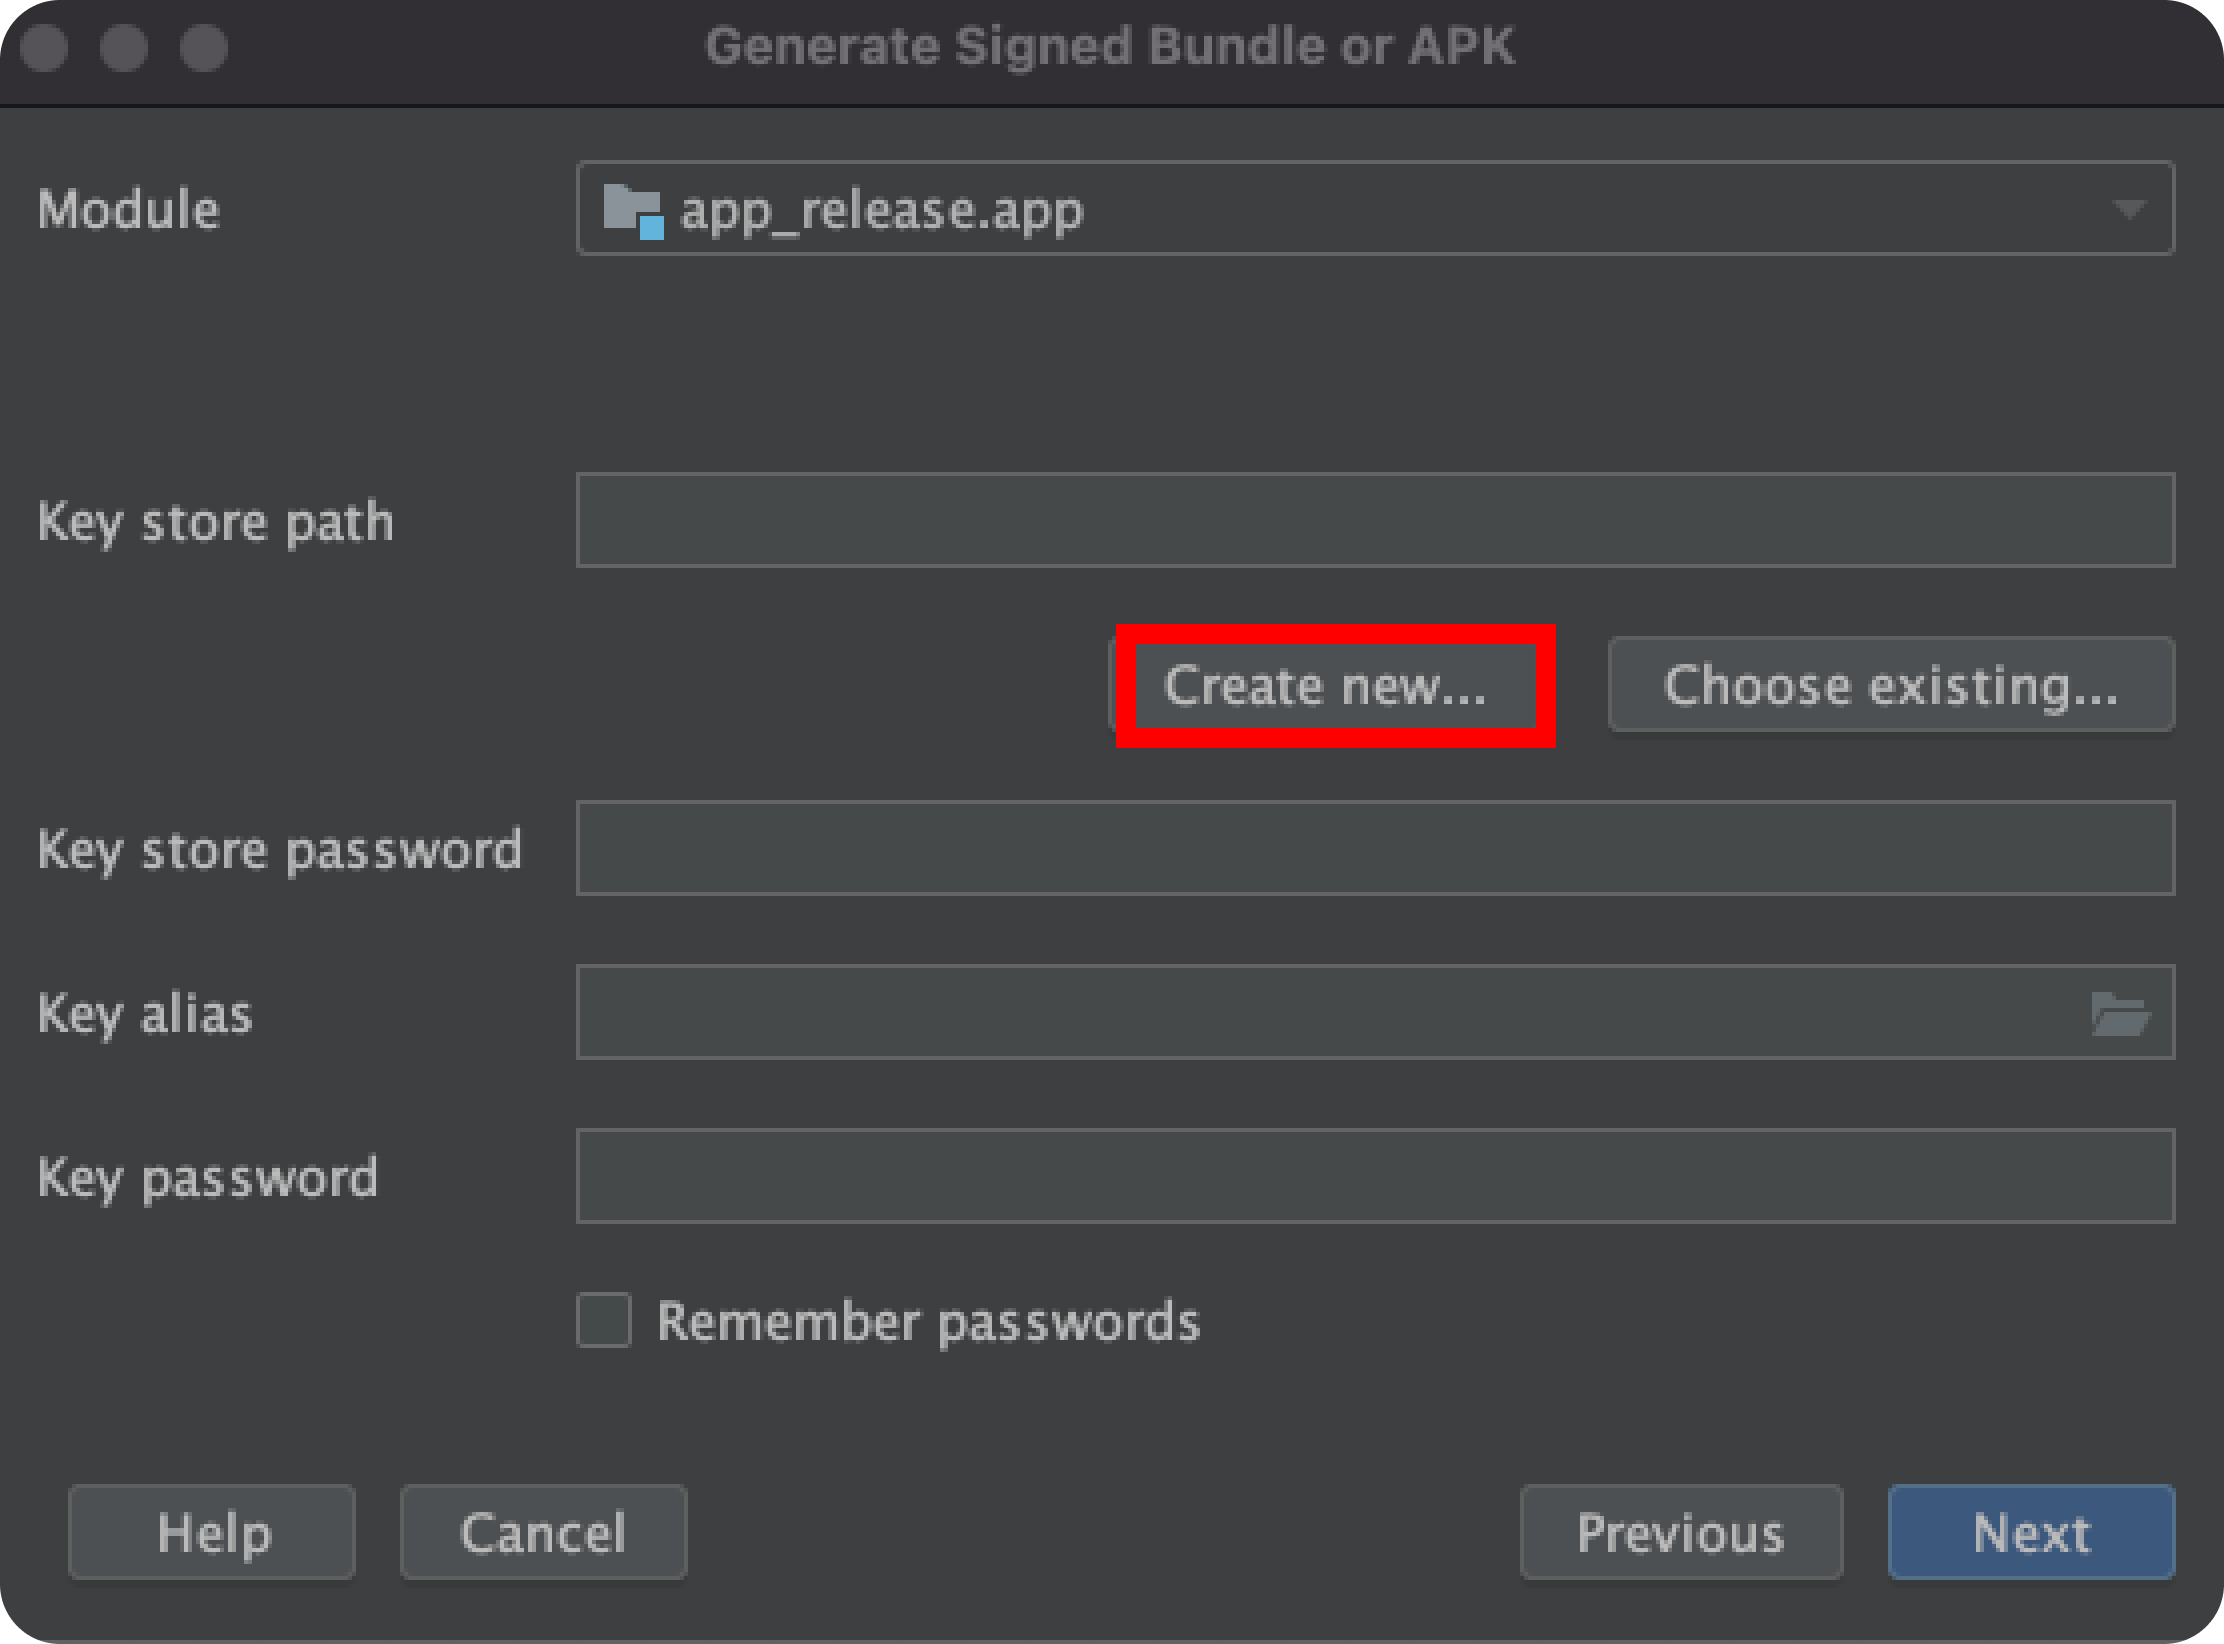 Generate Signed Bundle or APK
Module
app_release.app
Key store path
Create new...
Choose existing...
Key store password
Key alias
Key password
Remember passwords
Help
Cancel
Previous
Next